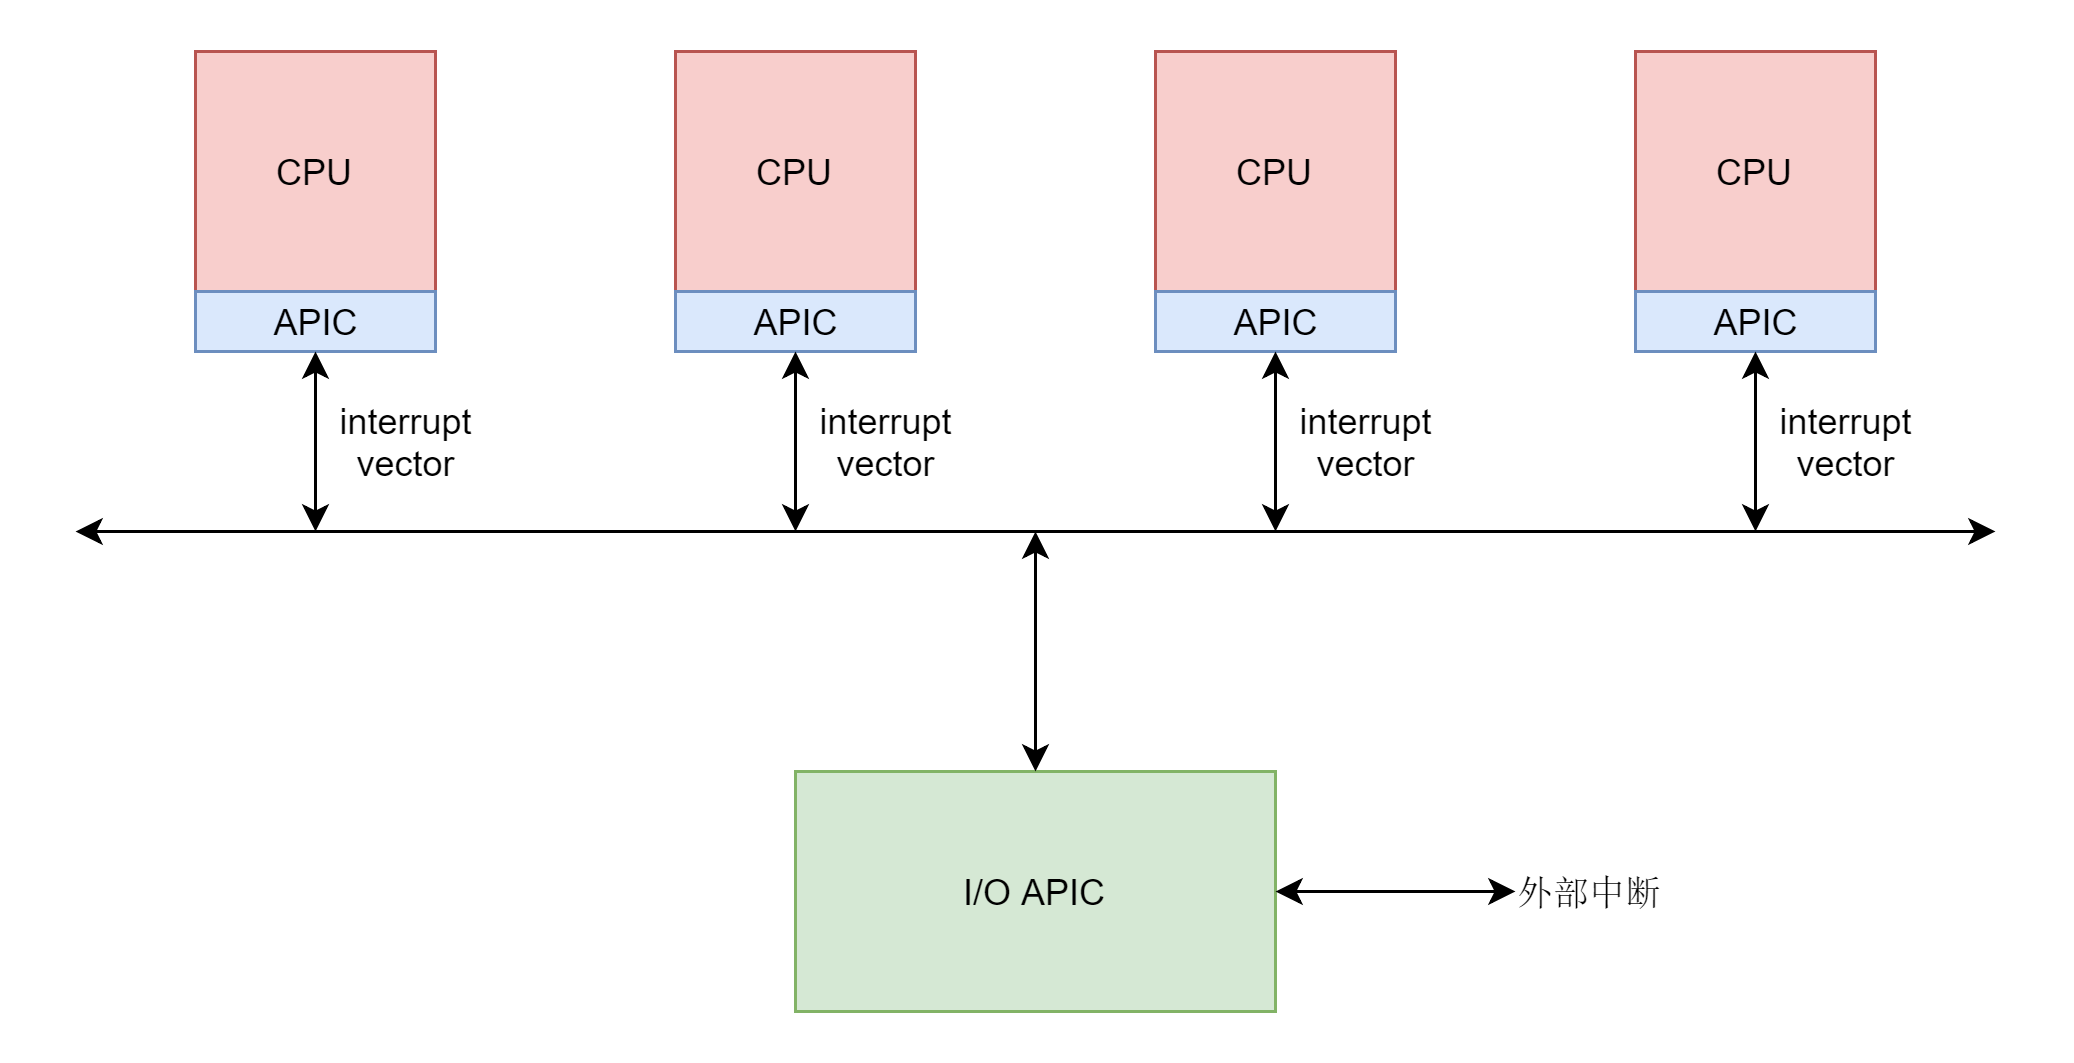 CPU
CPU
CPU
CPU
APIC
APIC
APIC
APIC
interrupt
vector
interrupt
vector
interrupt
vector
interrupt
vector
I/O APIC
外部中断